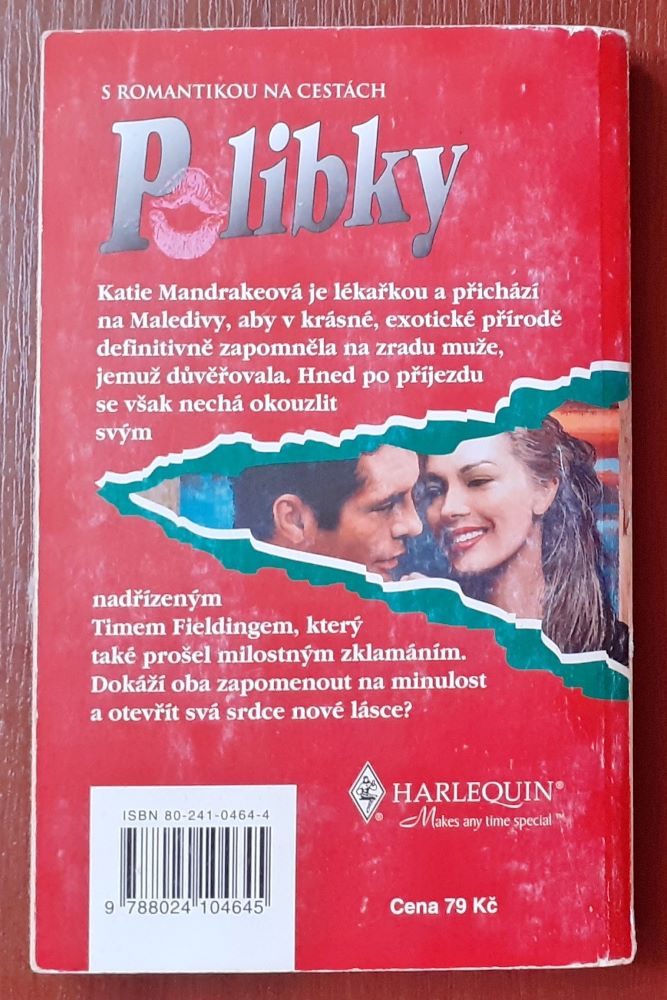 S ROMANTIKOU NA CESTÁCH
Polibky
Katie Mandrakeová je lékařkou a přichází
na Maledivy, aby v krásné, exotické přírodě
definitivně zapomněla na zradu muže,
jemuž důvěřovala. Hned po příjezdu
se však nechá okouzlit
svým
nadřízeným
Timem Fieldingem, který
také prošel milostným zklamáním.
Dokáží oba zapomenout na minulost
a otevřít svá srdce nové lásce?
ISBN 80-241-0464-4
9 788024 104645
HARLEQUIN®
®
Makes any time special™
Cena 79 Kč